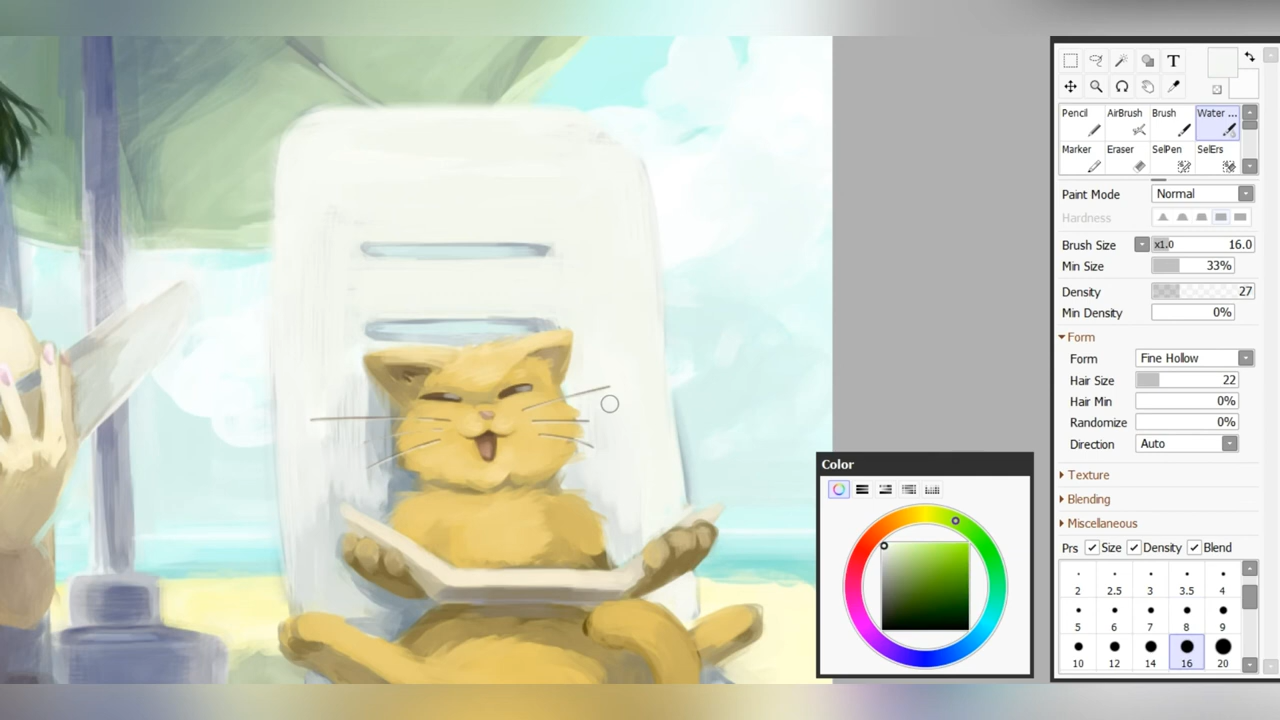 T
Pencil AirBrush Brush Water ...
Marker Eraser SelPen SelErs
Paint Mode Normal
Hardness
Brush Size x1.0 16.0
Min Size 33%
Density 27
Min Density 0%
Form
Form Fine Hollow
Hair Size 22
Hair Min 0%
Randomize 0%
Direction Auto
Color
Texture
Blending
Miscellaneous
Prs Size Density Blend
2 2.5 3 3.5 4
5 6 7 8 9
10 12 14 16 20